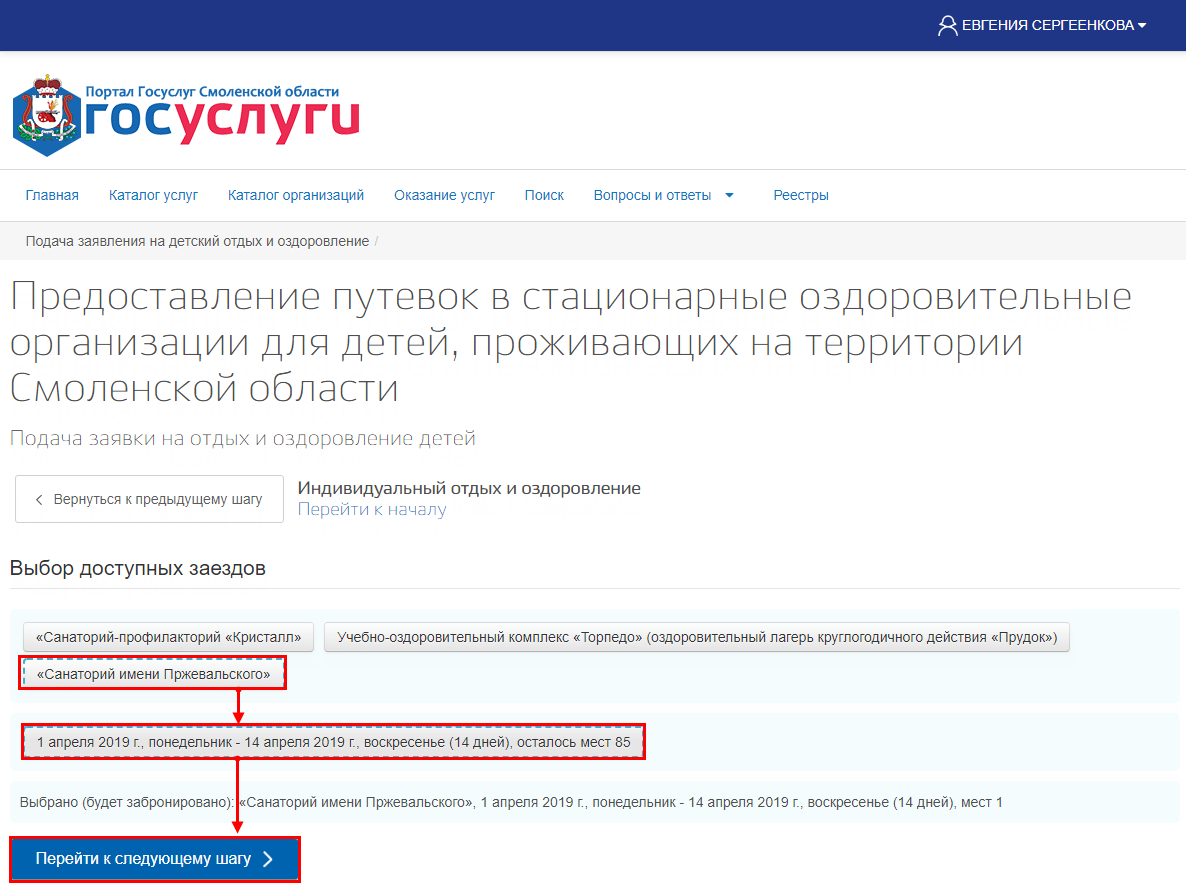 ЕВГЕНИЯ СЕРГЕЕНКОВА
Портал Госуслуг Смоленской области
госуслуги
Главная Каталог услуг Каталог организаций Оказание услуг Поиск Вопросы и ответы Реестры
Подача заявления на детский отдых и оздоровление /
Предоставление путевок в стационарные оздоровительные
организации для детей, проживающих на территории
Смоленской области
Подача заявки на отдых и оздоровление детей
Вернуться к предыдущему шагу
Индивидуальный отдых и оздоровление
Перейти к началу
Выбор доступных заездов
«Санаторий-профилакторий «Кристалл» Учебно-оздоровительный комплекс «Торпедо» (оздоровительный лагерь круглогодичного действия «Прудок»)
«Санаторий имени Пржевальского»
1 апреля 2019 г., понедельник - 14 апреля 2019 г., воскресенье (14 дней), осталось мест 85
Выбрано (будет забронировано): «Санаторий имени Пржевальского», 1 апреля 2019 г., понедельник - 14 апреля 2019 г., воскресенье (14 дней), мест 1
Перейти к следующему шагу